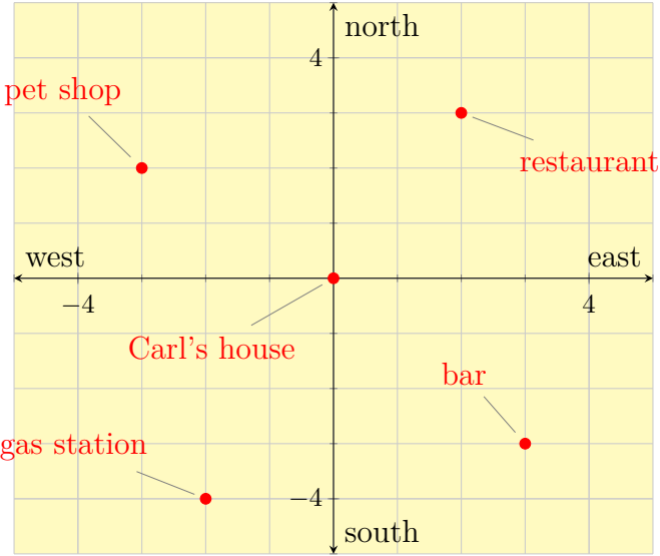 north
4
pet shop
restaurant
west
east
−4
4
Carl's house
bar
gas station
−4
south